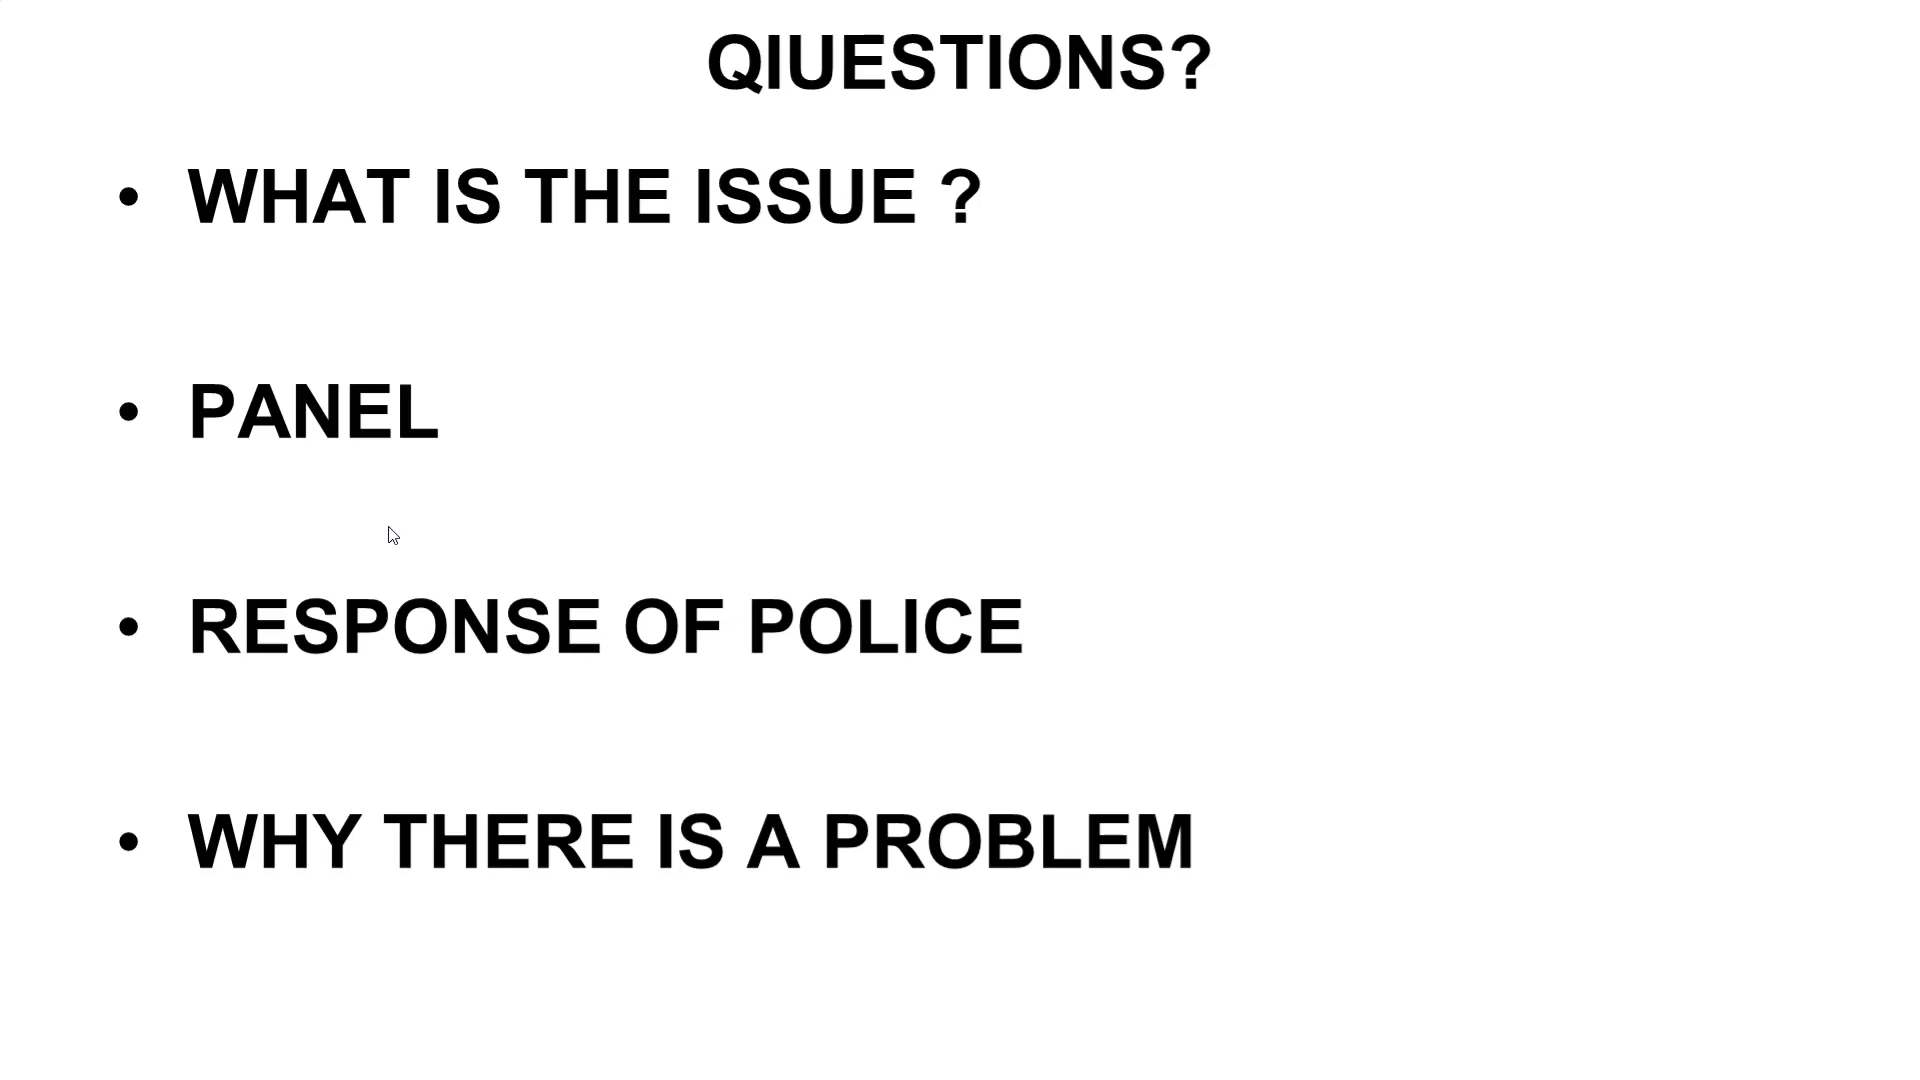 QIUESTIONS?
• WHAT IS THE ISSUE ?
• PANEL
• RESPONSE OF POLICE
• WHY THERE IS A PROBLEM